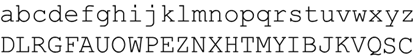 abcdefghijklmnopqrstuvwxyz
DLRGFAUOWPEZNXHTMYIBJKVQSC